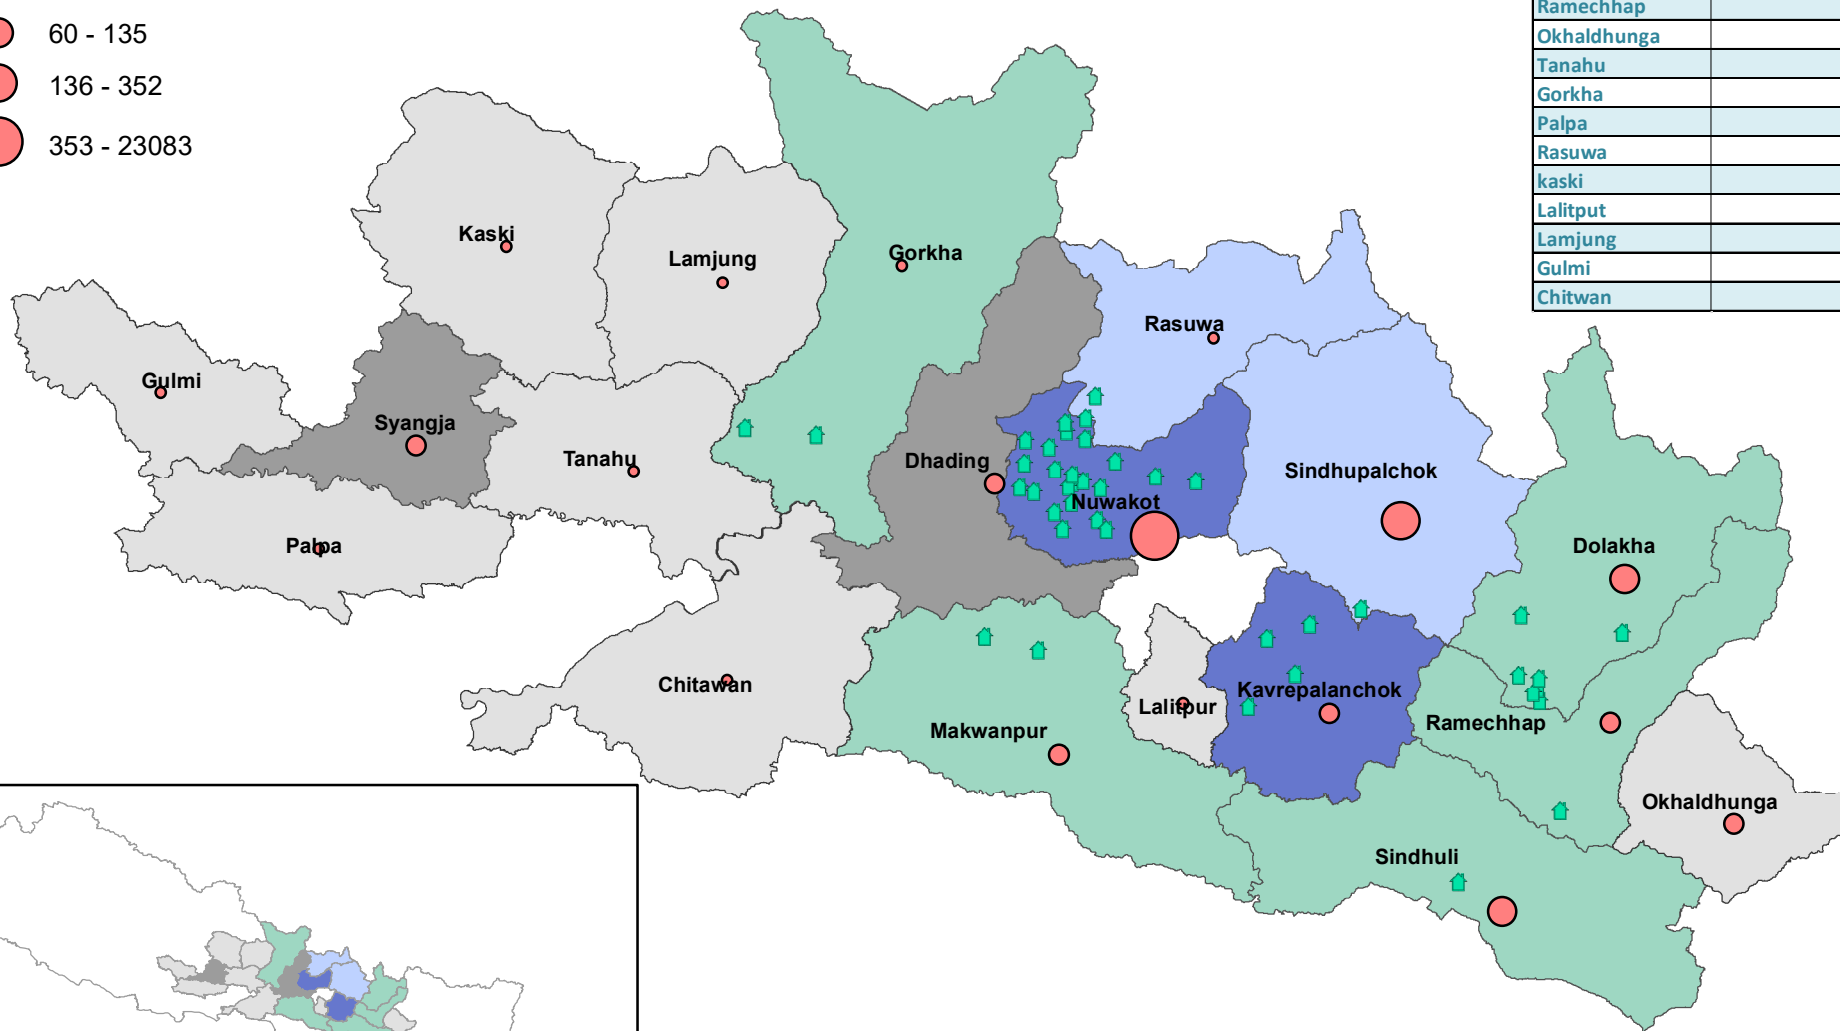 60 - 135
136 - 352
353 - 23083
Ramechhap
Okhaldhunga
Tanahu
Gorkha
Palpa
Rasuwa
kaski
Lalitput
Lamjung
Gulmi
Chitwan
Kaski
Lamjung
Gorkha
Rasuwa
Gulmi
Syangja
Tanahu
Dhading
Sindhupalchok
Nuwakot
Palpa
Dolakha
Chitawan
Lalitpur
Kavrepalanchok
Makwanpur
Ramechhap
Okhaldhunga
Sindhuli